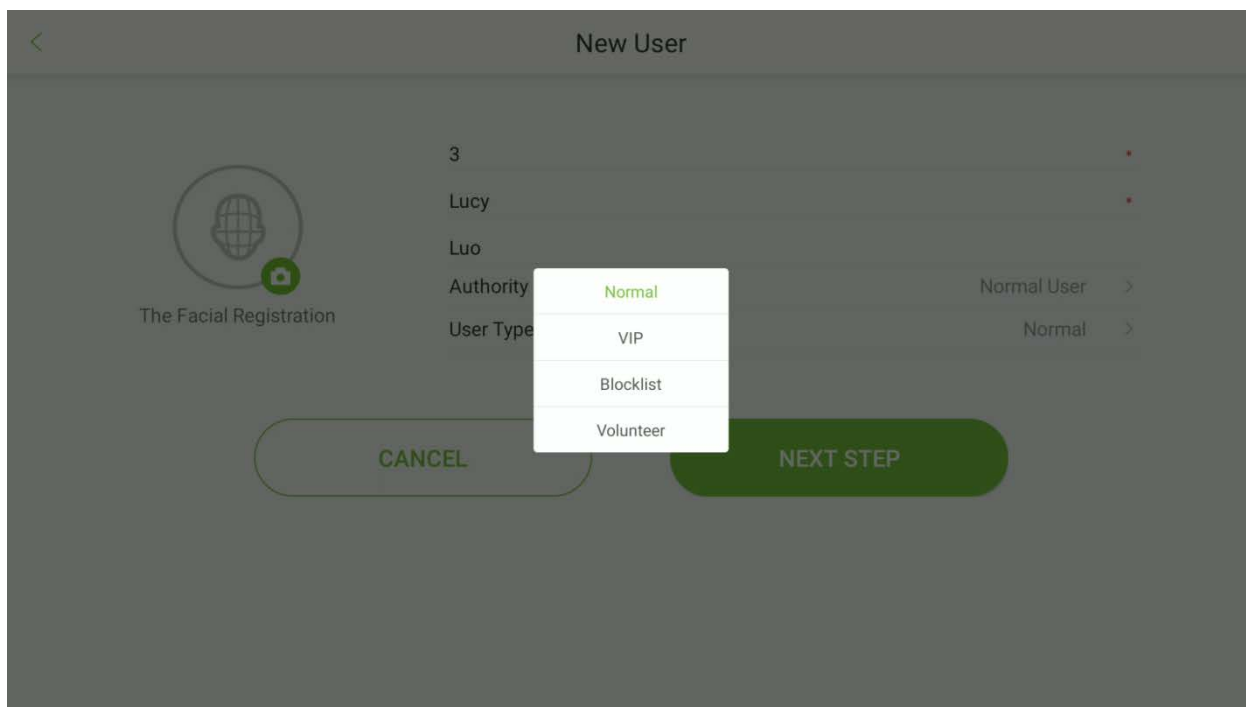 New User
3 *
Lucy *
Luo
Authority Normal User >
The Facial Registration
User Type Normal >
Normal
VIP
Blocklist
Volunteer
CANCEL
NEXT STEP